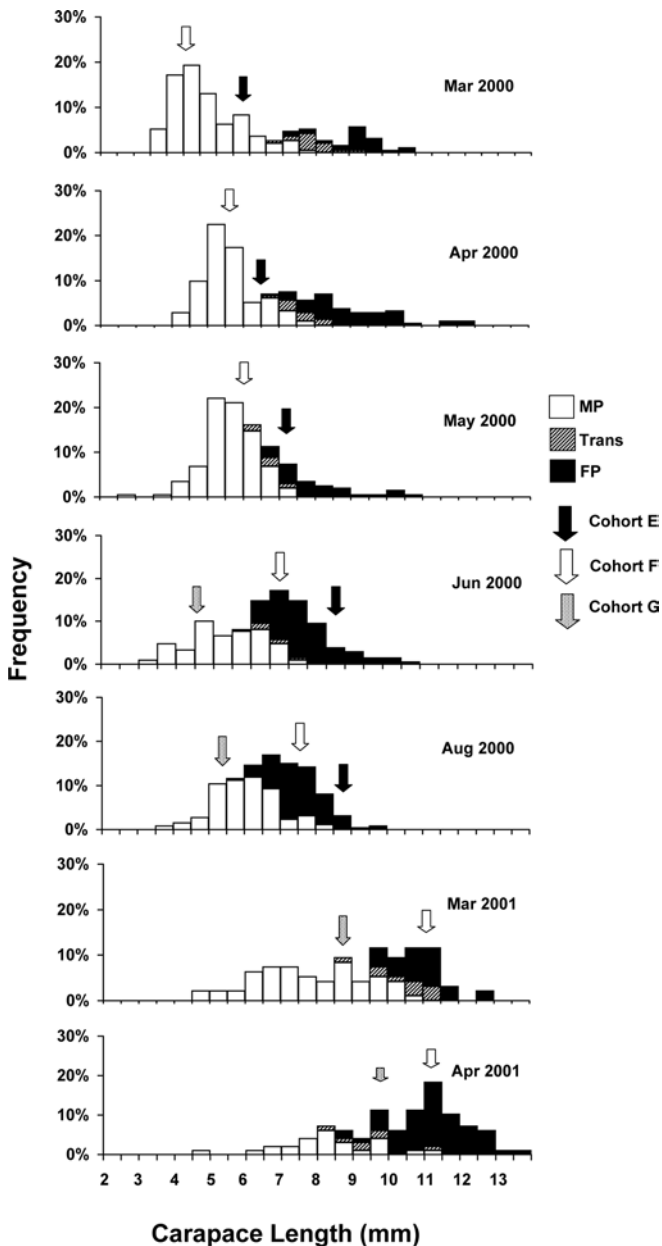 30%
20%
10%
0%
Mar 2000
30%
20%
10%
0%
Apr 2000
30%
20%
10%
0%
May 2000
MP
Trans
FP
Cohort E
Cohort F
Cohort G
30%
20%
10%
0%
Jun 2000
Frequency
30%
20%
10%
0%
Aug 2000
30%
20%
10%
0%
Mar 2001
30%
20%
10%
0%
Apr 2001
2 3 4 5 6 7 8 9 10 11 12 13
Carapace Length (mm)